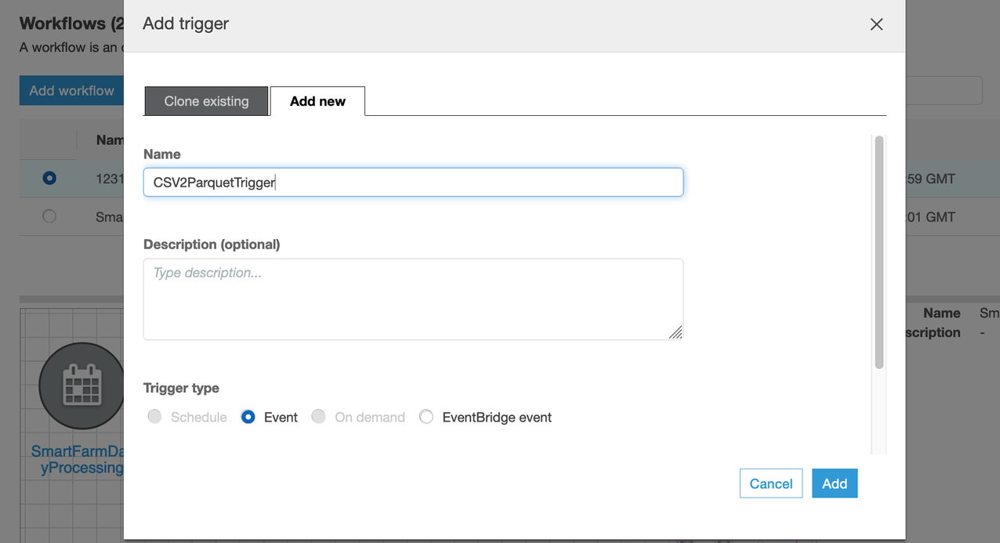 Workflows (2
Add trigger
A workflow is an
Add workflow
Clone existing
Add new
Nam
Name
1231
CSV2ParquetTrigger
:59 GMT
Sma
:01 GMT
Description (optional)
Type description...
Name Sm
scription -
Trigger type
Schedule Event On demand EventBridge event
SmartFarmDa
yProcessing
Cancel Add